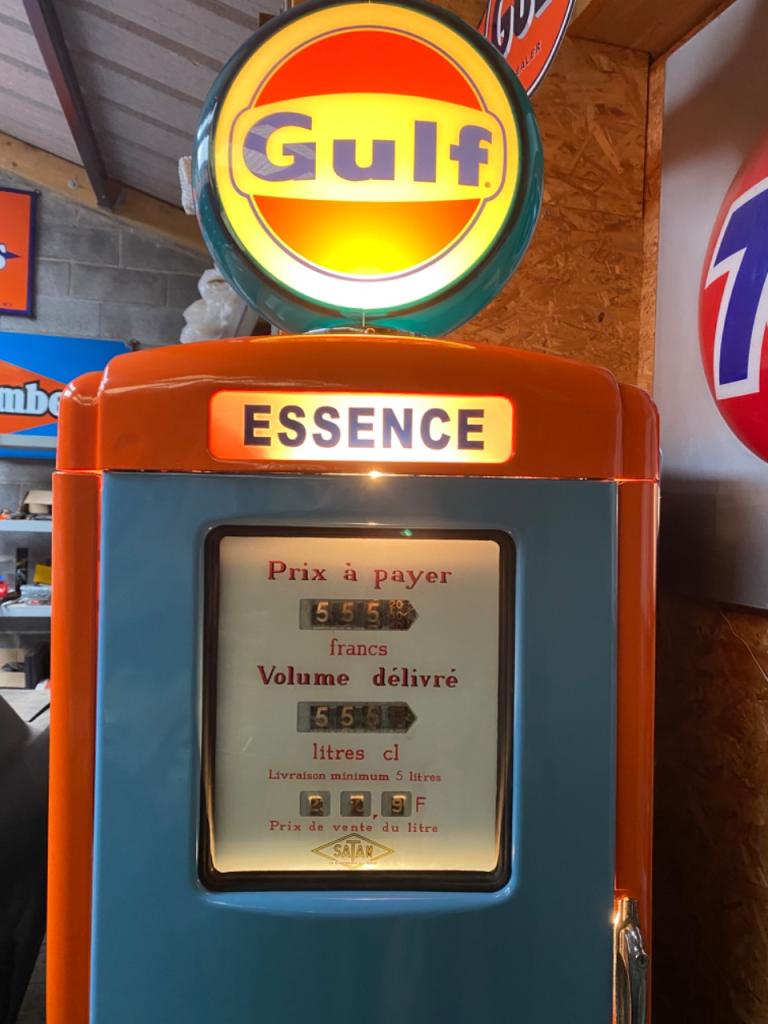 Gulf
ESSENCE
Prix à payer
555
francs
Volume délivré
555
litres cl
Livraison minimum 5 litres
F
Prix de vente du litre
SATAM